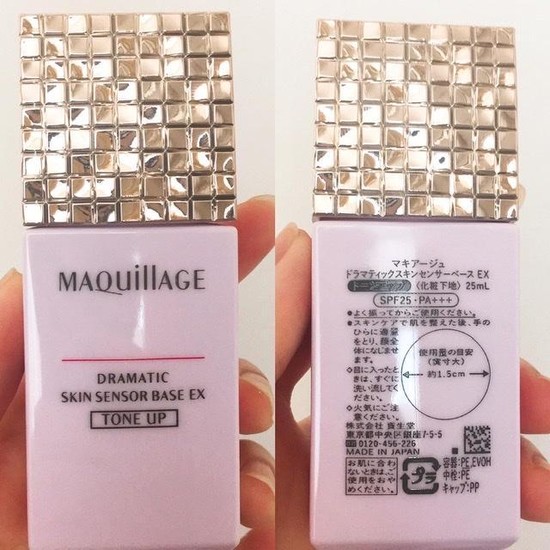 MAQuillAGE
DRAMATIC
SKIN SENSOR BASE EX
TONE UP
マキアージュ
ドラマティックスキンセンサーベース EX
トーンアップ 〈化粧下地〉 25mL
SPF25・PA+++
●よく振ってからご使用ください。
●スキンケアで肌を整えた後、手の
ひらに適量
をとり、顔全
体になじませ
ます。
◇目に入ったと
きは、すぐに
洗い流してく
ださい。
◇火気にご注
意ください。
使用量の目安
(実寸大)
約1.5cm
株式会社 資生堂
東京都中央区銀座7-5-5
0120-456-226
MADE IN JAPAN
お肌に合わ
ないときは、ご
使用をおや
めください。
プラ
容器:PE,EVOH
中栓:PE
キャップ:PP